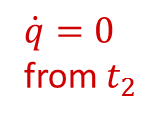 q̇ = 0
from t₂